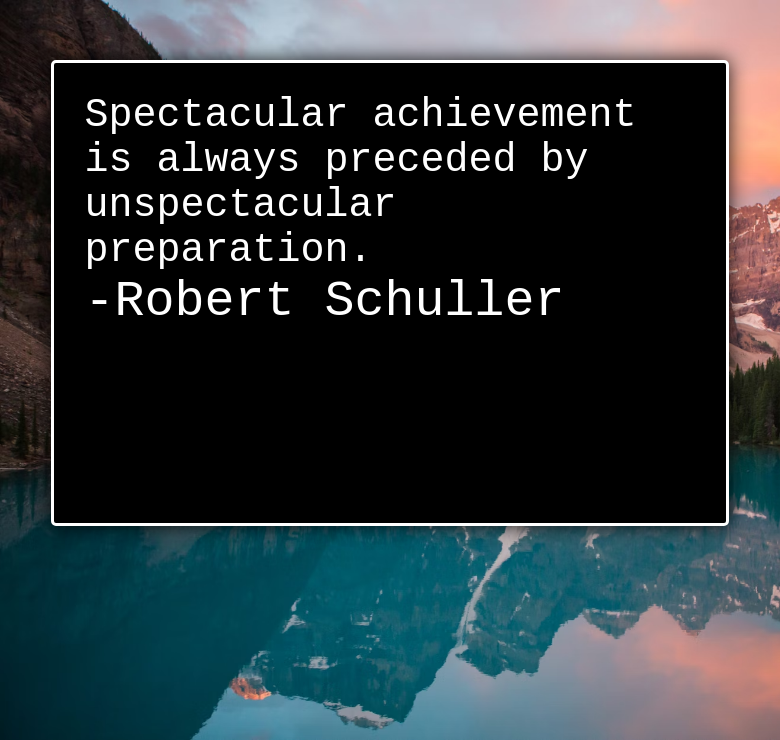 Spectacular achievement
is always preceded by
unspectacular
preparation.
-Robert Schuller